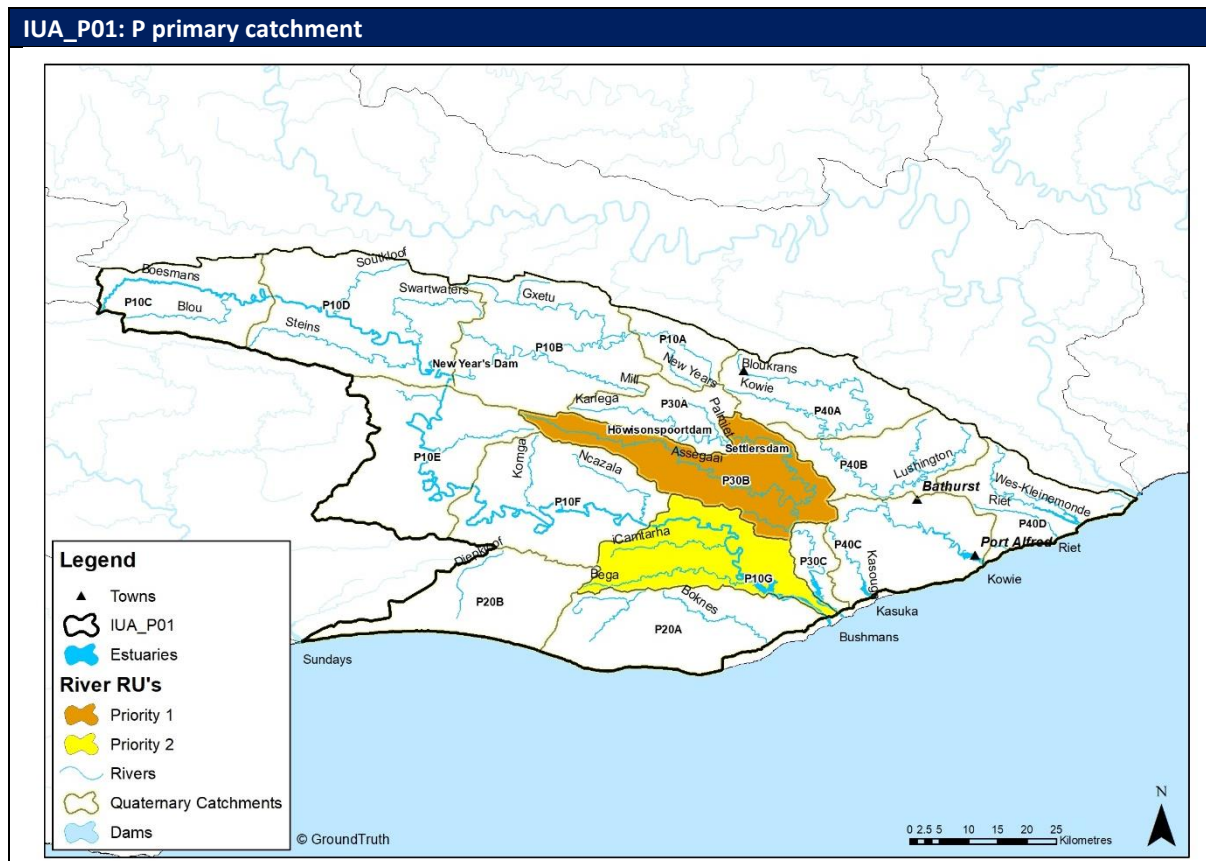 IUA_P01: P primary catchment
Soutkloof
Boesmans
P10C
Blou
P10D
Swartwaters
Gxetu
Steins
P10B
P10A
New Year's Dam
New Years
Bloukrans
Kowie
Mill
Kariega
P30A
Palmiet
P40A
Howisonspoortdam
Settlersdam
Assegaai
P10E
Komga
Ncazala
P30B
P40B
Lushington
Bathurst
Wes-Kleinemonde
Riet
P40D
P10F
iCamtarha
P40C
Port Alfred
Riet
Diepkloof
Bega
P10G
P30C
Kasouga
Kowie
P20B
Boknes
Kasuka
P20A
Bushmans
Sundays
Legend
Towns
IUA_P01
Estuaries
River RU's
Priority 1
Priority 2
Rivers
Quaternary Catchments
Dams
© GroundTruth
N
0 2.5 5 10 15 20 25
Kilometres